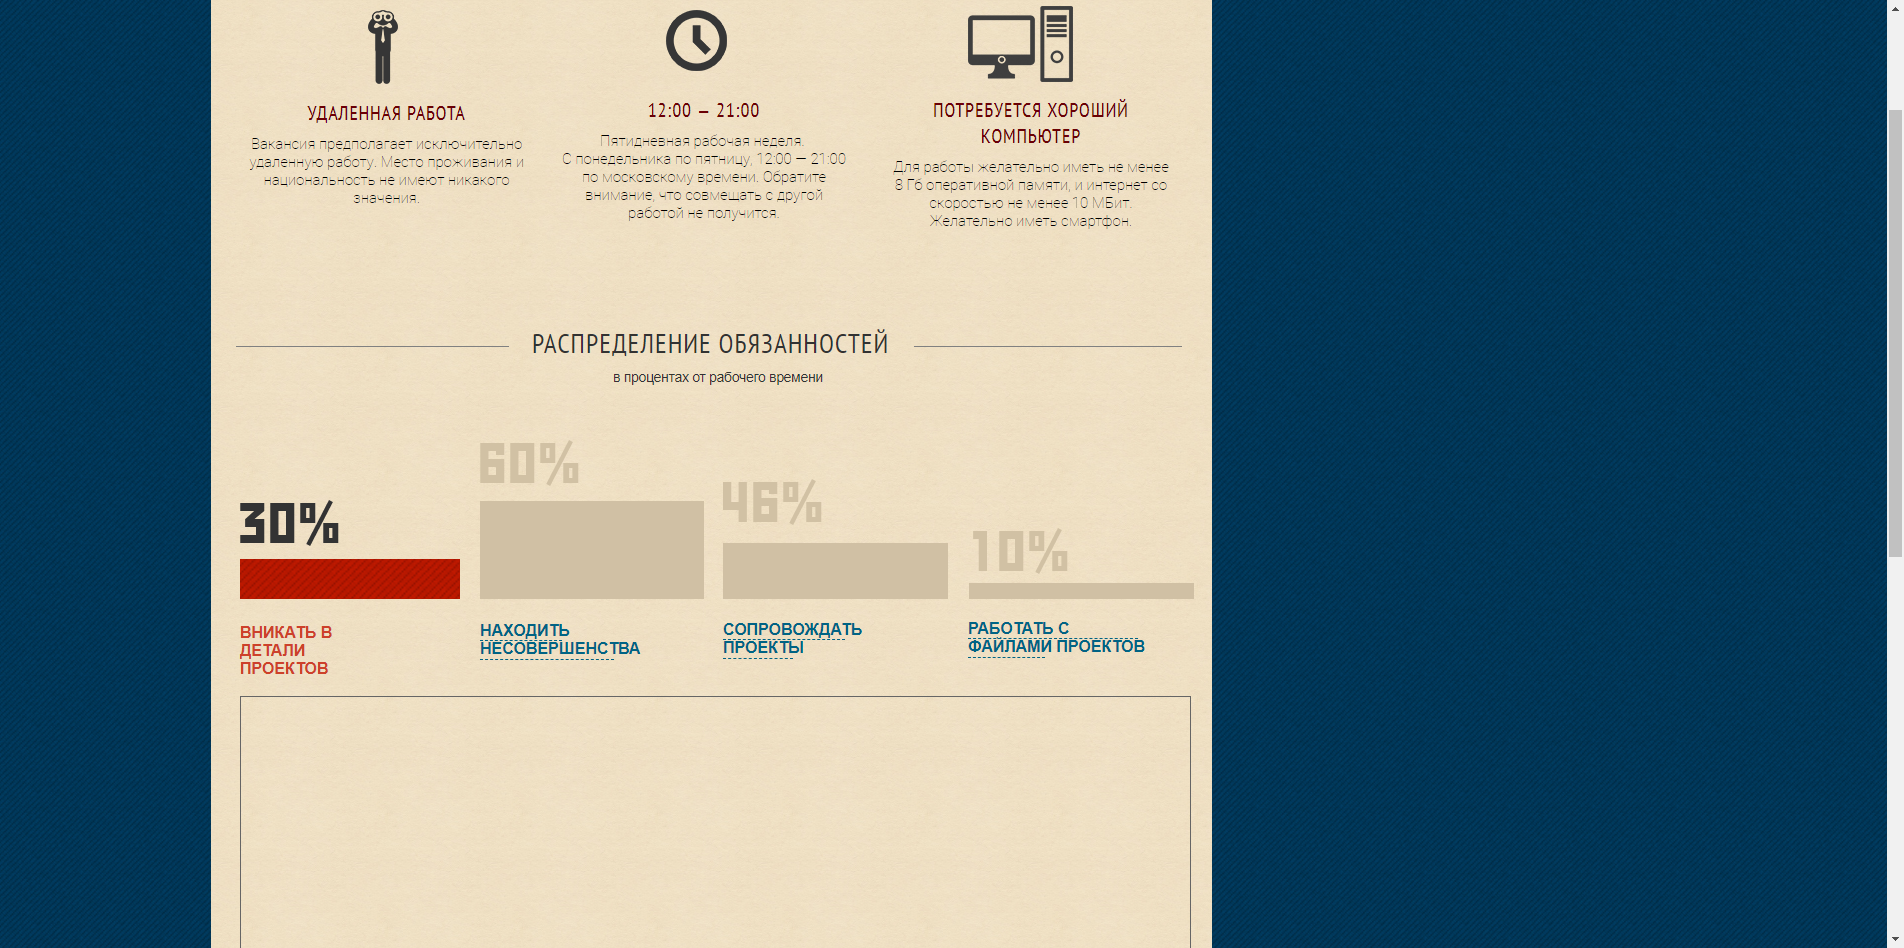 УДАЛЕННАЯ РАБОТА
Вакансия предполагает исключительно
удаленную работу. Место проживания и
национальность не имеют никакого
значения.
12:00 — 21:00
Пятидневная рабочая неделя.
С понедельника по пятницу, 12:00 — 21:00
по московскому времени. Обратите
внимание, что совмещать с другой
работой не получится.
ПОТРЕБУЕТСЯ ХОРОШИЙ
КОМПЬЮТЕР
Для работы желательно иметь не менее
8 Гб оперативной памяти, и интернет со
скоростью не менее 10 МБит.
Желательно иметь смартфон.
РАСПРЕДЕЛЕНИЕ ОБЯЗАННОСТЕЙ
в процентах от рабочего времени
30%
ВНИКАТЬ В
ДЕТАЛИ
ПРОЕКТОВ
60%
НАХОДИТЬ
НЕСОВЕРШЕНСТВА
46%
СОПРОВОЖДАТЬ
ПРОЕКТЫ
10%
РАБОТАТЬ С
ФАЙЛАМИ ПРОЕКТОВ